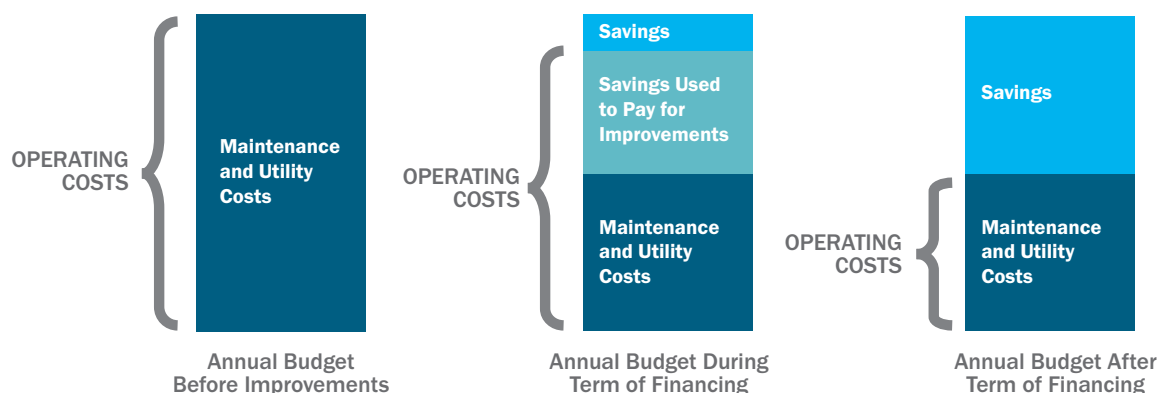 OPERATING
COSTS
Maintenance
and Utility
Costs
Annual Budget
Before Improvements
OPERATING
COSTS
Savings
Savings Used
to Pay for
Improvements
Maintenance
and Utility
Costs
Annual Budget During
Term of Financing
OPERATING
COSTS
Savings
Maintenance
and Utility
Costs
Annual Budget After
Term of Financing